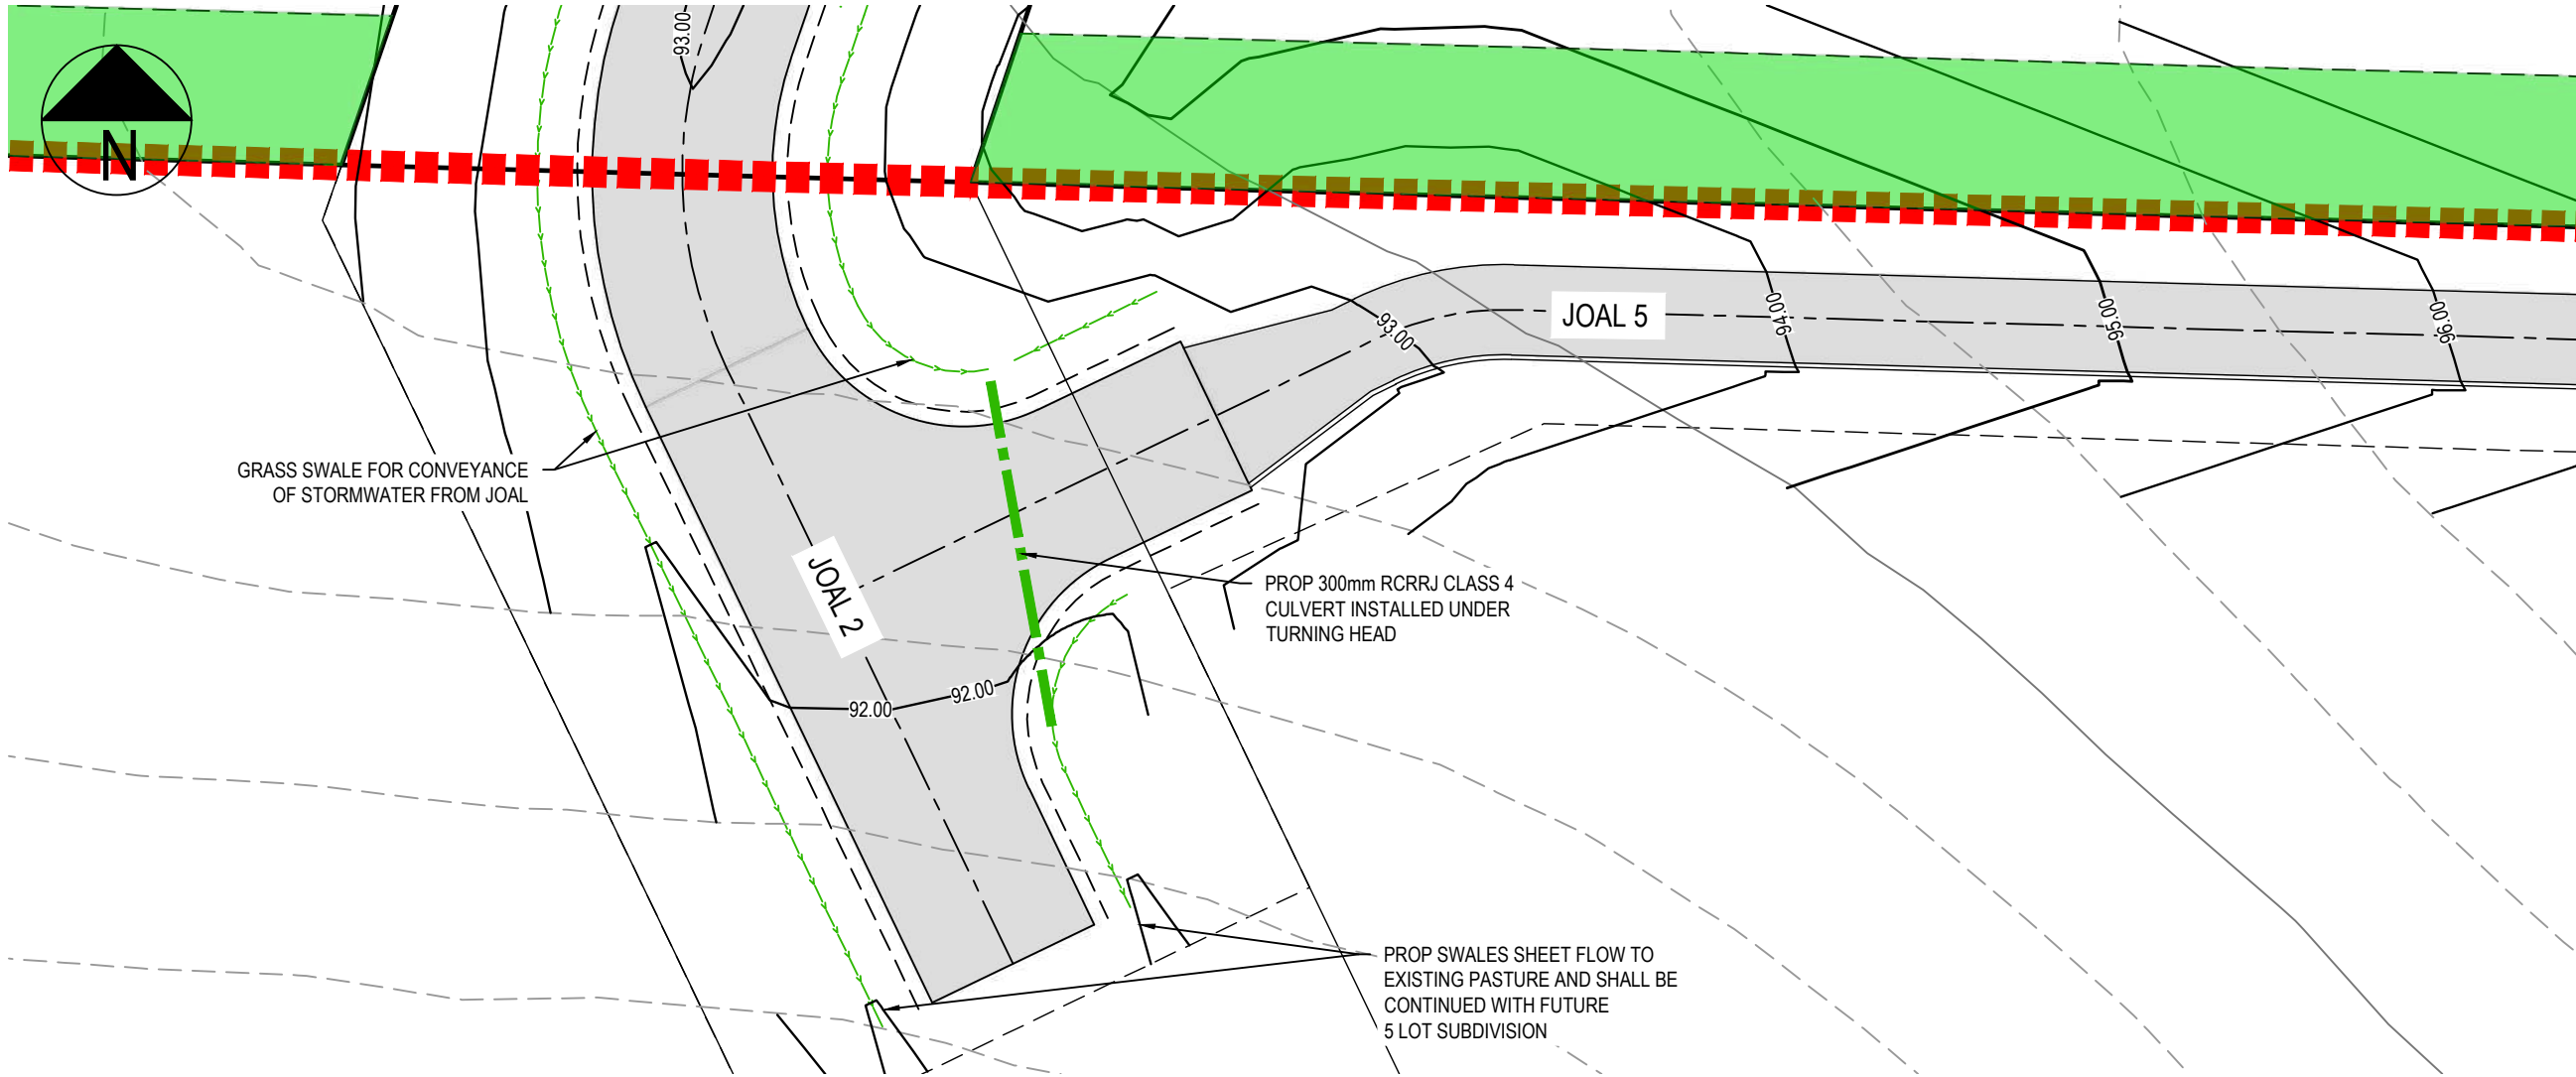 93.00
N
JOAL 5
94.00
95.00
96.00
93.00
GRASS SWALE FOR CONVEYANCE
OF STORMWATER FROM JOAL
JOAL 2
PROP 300mm RCRRJ CLASS 4
CULVERT INSTALLED UNDER
TURNING HEAD
92.00
92.00
PROP SWALES SHEET FLOW TO
EXISTING PASTURE AND SHALL BE
CONTINUED WITH FUTURE
5 LOT SUBDIVISION